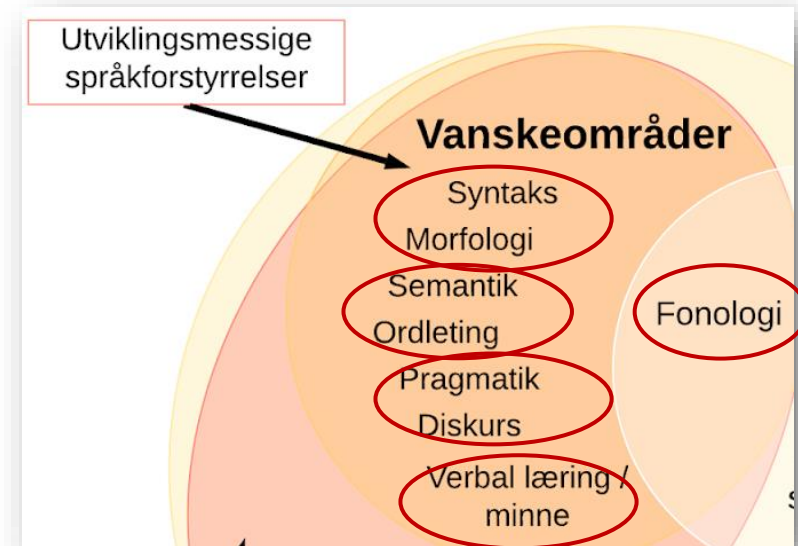 Utviklingsmessige
språkforstyrrelser
Vanskeområder
Syntaks
Morfologi
Semantik
Ordleting
Fonologi
Pragmatik
Diskurs
Verbal læring /
minne